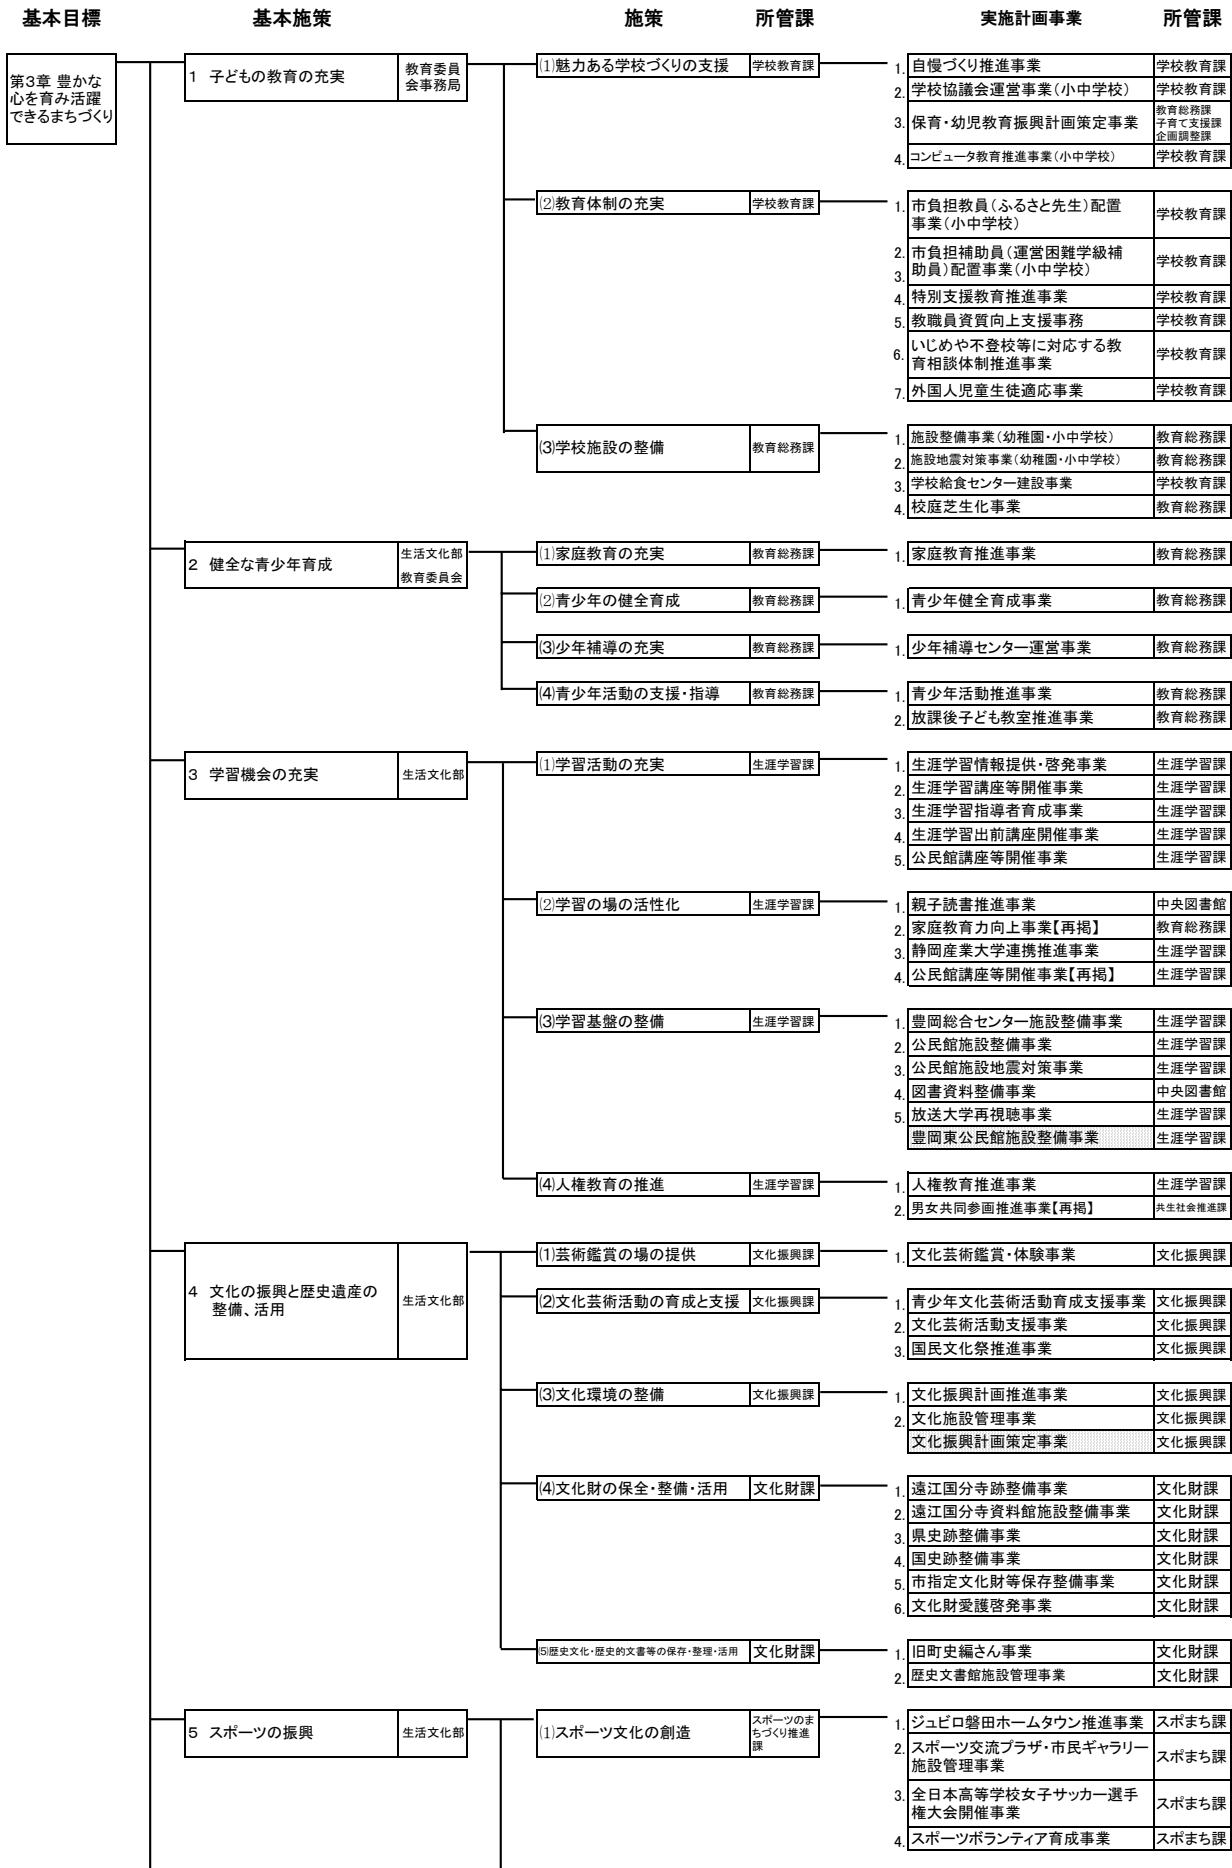 基本目標 基本施策 施策 所管課 実施計画事業 所管課
第3章 豊かな
心を育み活躍
できるまちづくり
1 子どもの教育の充実
教育委員
会事務局
⑴魅力ある学校づくりの支援 学校教育課
1. 自慢づくり推進事業 学校教育課
2. 学校協議会運営事業(小中学校) 学校教育課
3. 保育・幼児教育振興計画策定事業
教育総務課
子育て支援課
企画調整課
4. コンピュータ教育推進事業(小中学校) 学校教育課
⑵教育体制の充実 学校教育課
1. 市負担教員(ふるさと先生)配置
事業(小中学校)
学校教育課
2. 市負担補助員(運営困難学級補
3. 助員)配置事業(小中学校)
学校教育課
4. 特別支援教育推進事業 学校教育課
5. 教職員資質向上支援事務 学校教育課
6. いじめや不登校等に対応する教
育相談体制推進事業
学校教育課
7. 外国人児童生徒適応事業 学校教育課
⑶学校施設の整備 教育総務課
1. 施設整備事業(幼稚園・小中学校) 教育総務課
2. 施設地震対策事業(幼稚園・小中学校) 教育総務課
3. 学校給食センター建設事業 学校教育課
4. 校庭芝生化事業 教育総務課
2 健全な青少年育成
生活文化部
教育委員会
⑴家庭教育の充実 教育総務課
1. 家庭教育推進事業 教育総務課
⑵青少年の健全育成 教育総務課
1. 青少年健全育成事業 教育総務課
⑶少年補導の充実 教育総務課
1. 少年補導センター運営事業 教育総務課
⑷青少年活動の支援・指導 教育総務課
1. 青少年活動推進事業 教育総務課
2. 放課後子ども教室推進事業 教育総務課
3 学習機会の充実 生活文化部
⑴学習活動の充実 生涯学習課
1. 生涯学習情報提供・啓発事業 生涯学習課
2. 生涯学習講座等開催事業 生涯学習課
3. 生涯学習指導者育成事業 生涯学習課
4. 生涯学習出前講座開催事業 生涯学習課
5. 公民館講座等開催事業 生涯学習課
⑵学習の場の活性化 生涯学習課
1. 親子読書推進事業 中央図書館
2. 家庭教育力向上事業【再掲】 教育総務課
3. 静岡産業大学連携推進事業 生涯学習課
4. 公民館講座等開催事業【再掲】 生涯学習課
⑶学習基盤の整備 生涯学習課
1. 豊岡総合センター施設整備事業 生涯学習課
2. 公民館施設整備事業 生涯学習課
3. 公民館施設地震対策事業 生涯学習課
4. 図書資料整備事業 中央図書館
5. 放送大学再視聴事業 生涯学習課
豊岡東公民館施設整備事業 生涯学習課
⑷人権教育の推進 生涯学習課
1. 人権教育推進事業 生涯学習課
2. 男女共同参画推進事業【再掲】 共生社会推進課
4 文化の振興と歴史遺産の
整備、活用
生活文化部
⑴芸術鑑賞の場の提供 文化振興課
1. 文化芸術鑑賞・体験事業 文化振興課
⑵文化芸術活動の育成と支援 文化振興課
1. 青少年文化芸術活動育成支援事業 文化振興課
2. 文化芸術活動支援事業 文化振興課
3. 国民文化祭推進事業 文化振興課
⑶文化環境の整備 文化振興課
1. 文化振興計画推進事業 文化振興課
2. 文化施設管理事業 文化振興課
文化振興計画策定事業 文化振興課
⑷文化財の保全・整備・活用 文化財課
1. 遠江国分寺跡整備事業 文化財課
2. 遠江国分寺資料館施設整備事業 文化財課
3. 県史跡整備事業 文化財課
4. 国史跡整備事業 文化財課
5. 市指定文化財等保存整備事業 文化財課
6. 文化財愛護啓発事業 文化財課
⑸歴史文化・歴史的文書等の保存・整理・活用 文化財課
1. 旧町史編さん事業 文化財課
2. 歴史文書館施設管理事業 文化財課
5 スポーツの振興 生活文化部
⑴スポーツ文化の創造
スポーツのま
ちづくり推進
課
1. ジュビロ磐田ホームタウン推進事業 スポまち課
2. スポーツ交流プラザ・市民ギャラリー
施設管理事業
スポまち課
3. 全日本高等学校女子サッカー選手
権大会開催事業
スポまち課
4. スポーツボランティア育成事業 スポまち課